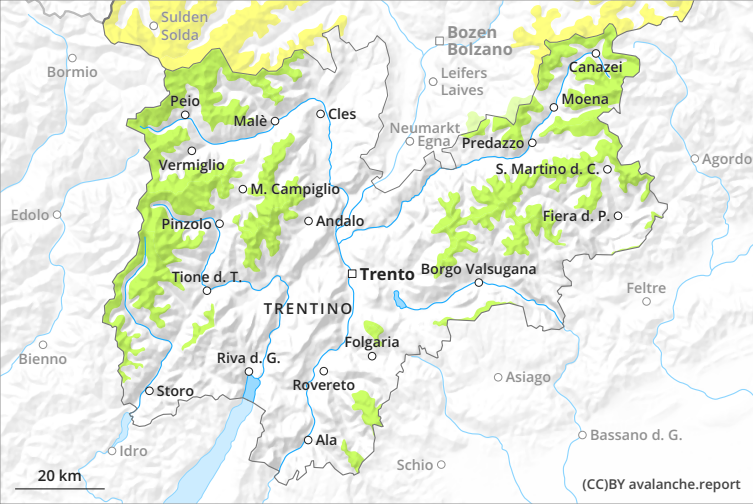 Sulden
Solda
Bozen
Bolzano
Bormio
Canazei
Leifers
Laives
Peio
Moena
Malè
Cles
Neumarkt
Egna
Predazzo
Vermiglio
Agordo
S. Martino d. C.
M. Campiglio
Edolo
Pinzolo
Andalo
Fiera d. P.
Trento
Borgo Valsugana
Tione d. T.
Feltre
TRENTINO
Folgaria
Bienno
Riva d. G.
Rovereto
Asiago
Storo
Ala
Bassano d. G.
Idro
Schio
20 km
(CC)BY avalanche.report